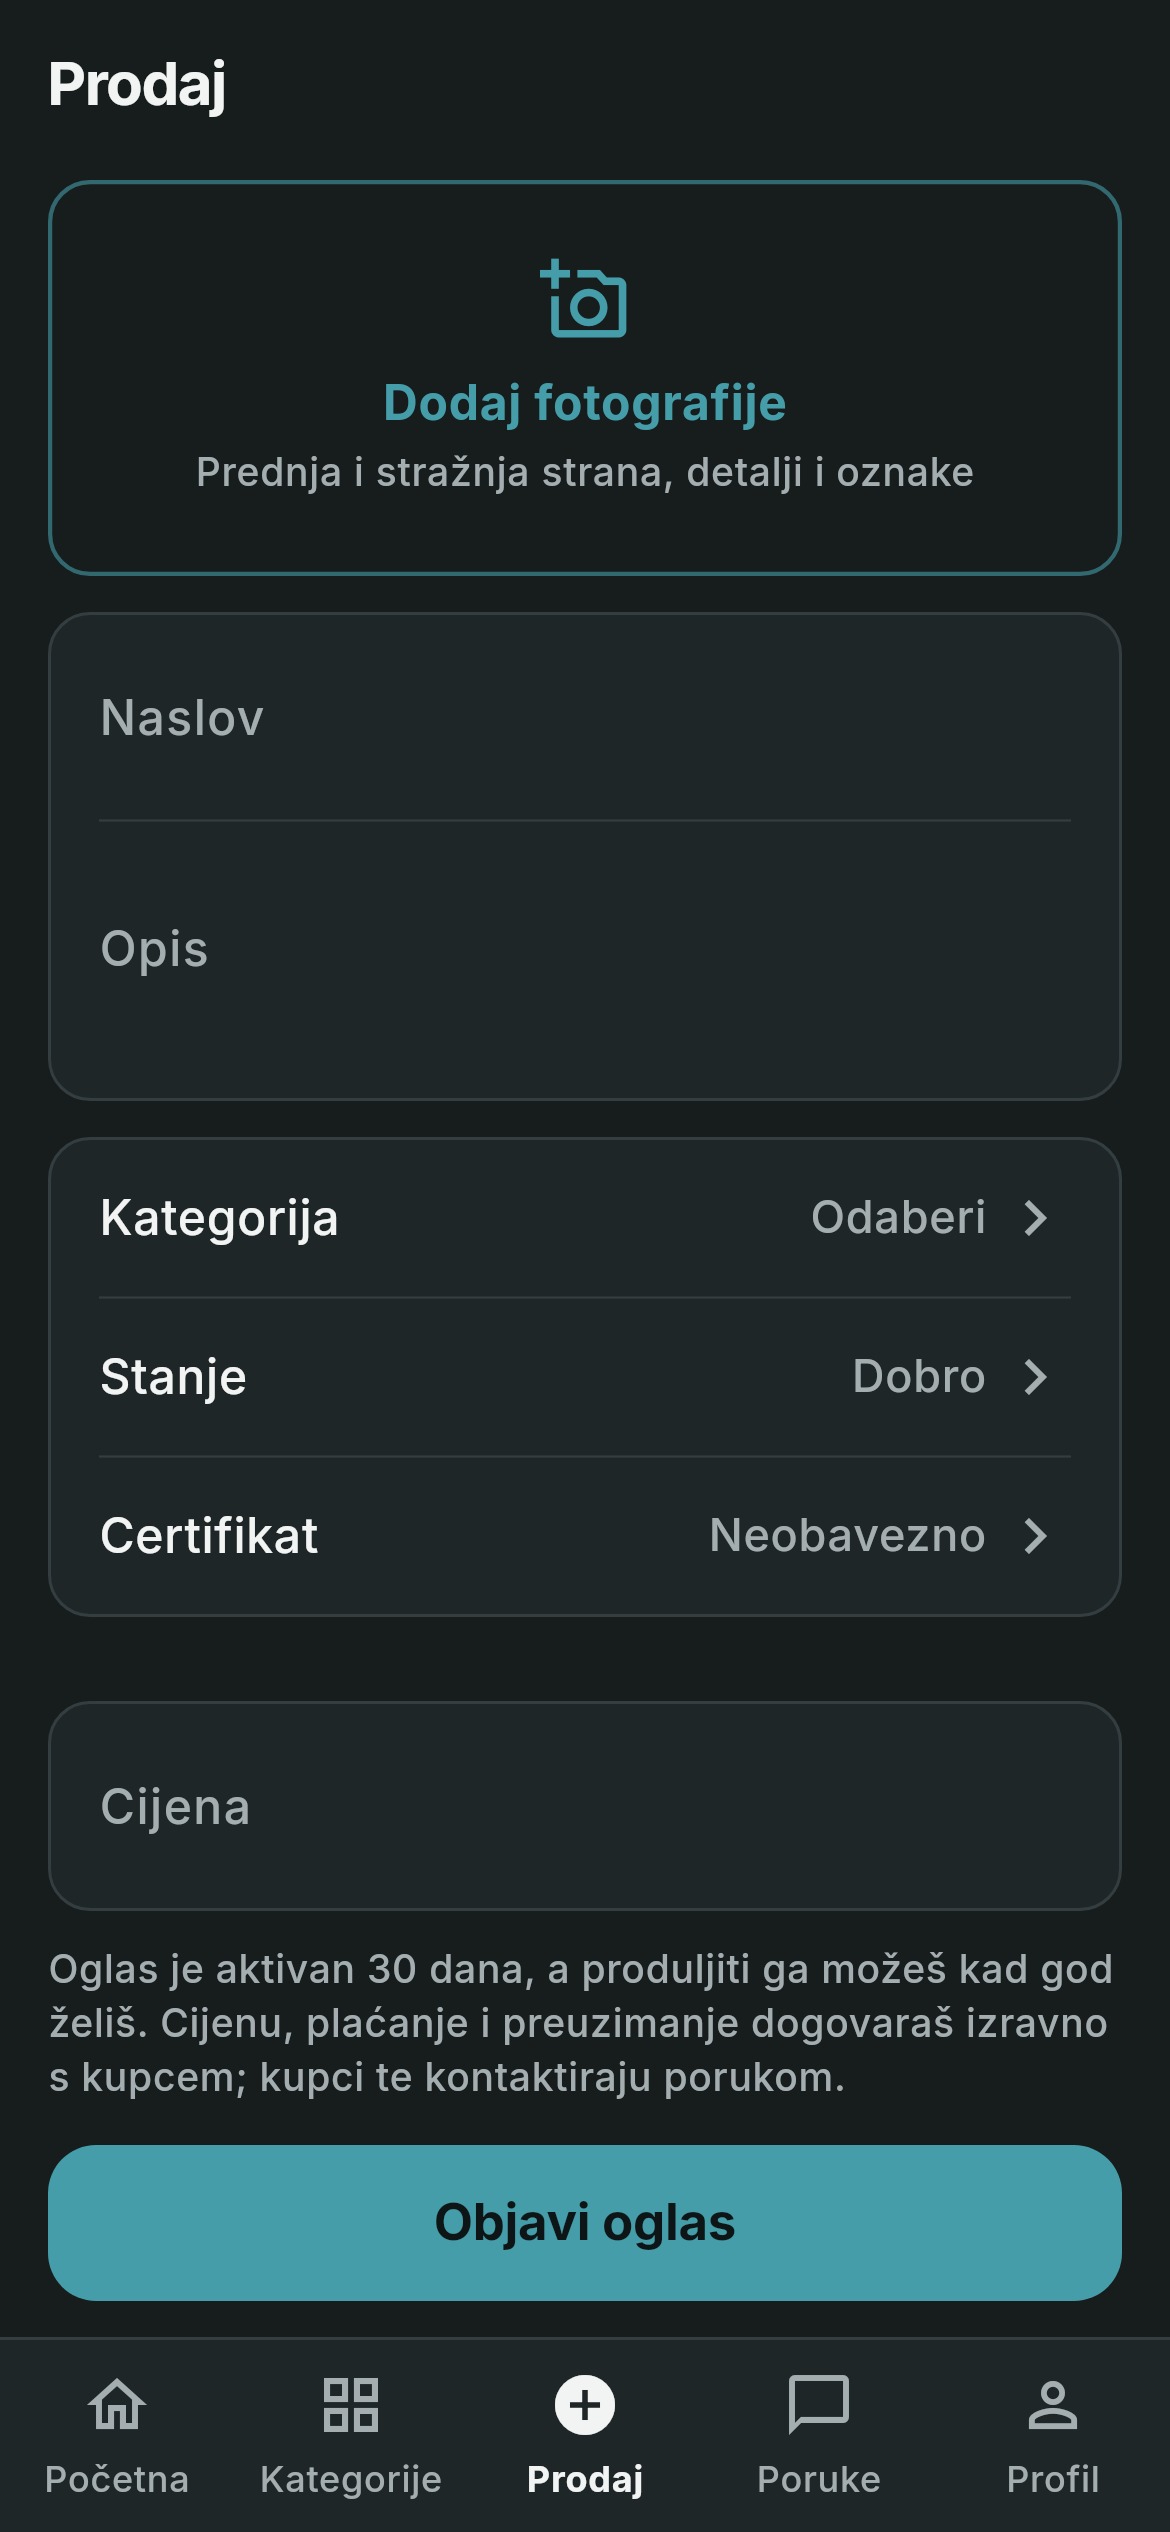 Prodaj
Dodaj fotografije
Prednja i stražnja strana, detalji i oznake
Naslov
Opis
Kategorija Odaberi
Stanje Dobro
Certifikat Neobavezno
Cijena
Oglas je aktivan 30 dana, a produljiti ga možeš kad god
želiš. Cijenu, plaćanje i preuzimanje dogovaraš izravno
s kupcem; kupci te kontaktiraju porukom.
Objavi oglas
Početna Kategorije Prodaj Poruke Profil